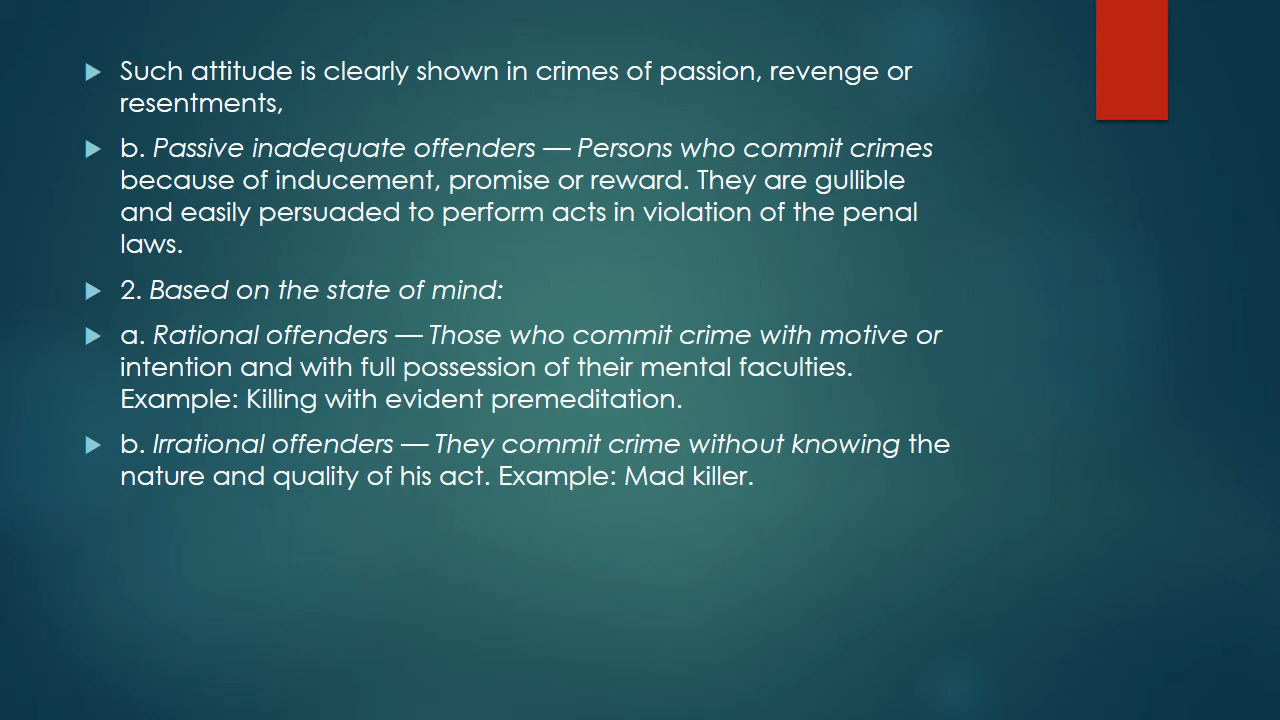 Such attitude is clearly shown in crimes of passion, revenge or
resentments,
b. Passive inadequate offenders — Persons who commit crimes
because of inducement, promise or reward. They are gullible
and easily persuaded to perform acts in violation of the penal
laws.
2. Based on the state of mind:
a. Rational offenders — Those who commit crime with motive or
intention and with full possession of their mental faculties.
Example: Killing with evident premeditation.
b. Irrational offenders — They commit crime without knowing the
nature and quality of his act. Example: Mad killer.